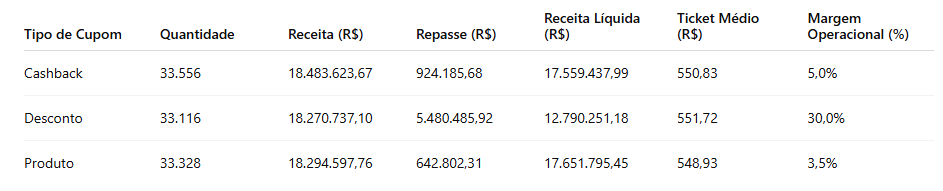 Tipo de Cupom Quantidade Receita (R$) Repasse (R$) Receita Líquida (R$) Ticket Médio (R$) Margem Operacional (%)
Cashback 33.556 18.483.623,67 924.185,68 17.559.437,99 550,83 5,0%
Desconto 33.116 18.270.737,10 5.480.485,92 12.790.251,18 551,72 30,0%
Produto 33.328 18.294.597,76 642.802,31 17.651.795,45 548,93 3,5%